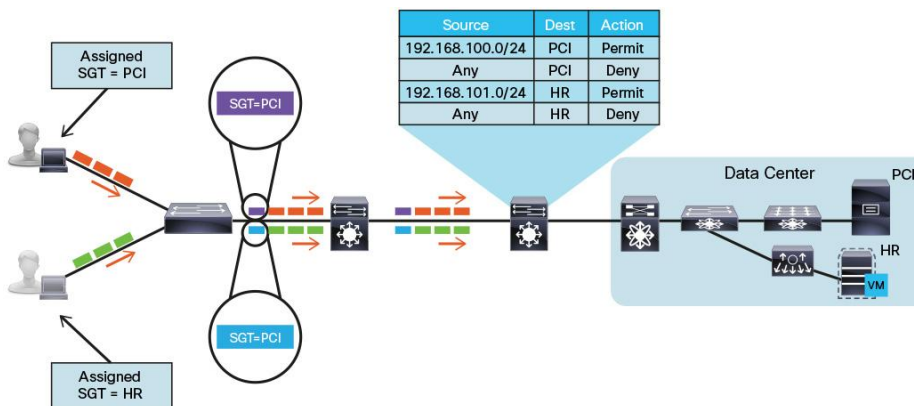 Source Dest Action
192.168.100.0/24 PCI Permit
Any PCI Deny
192.168.101.0/24 HR Permit
Any HR Deny
Assigned
SGT = PCI
SGT=PCI
Data Center
PCI
HR
VM
SGT=PCI
Assigned
SGT = HR